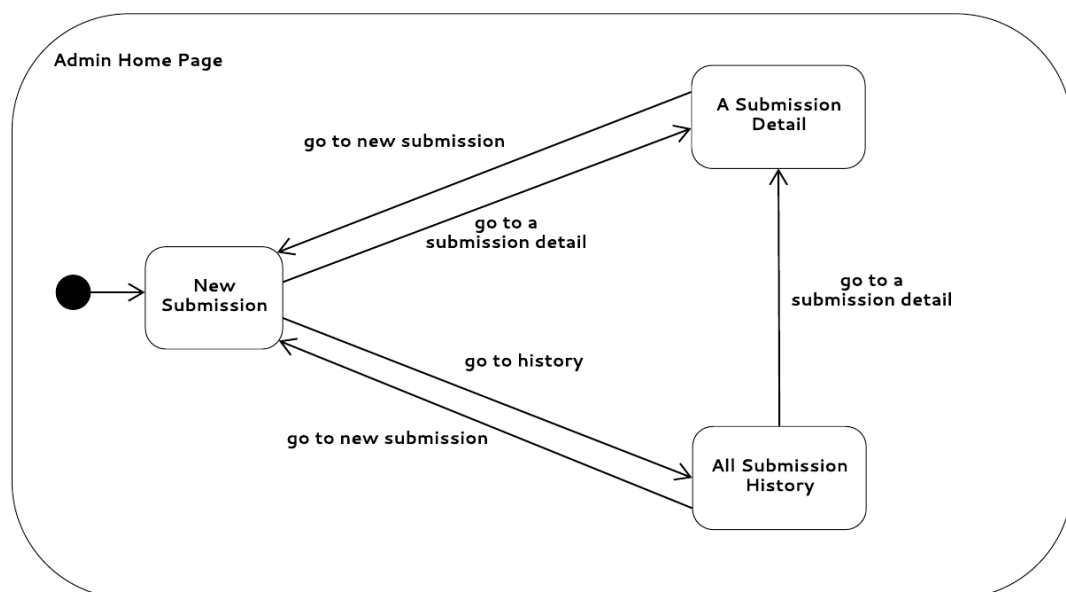 Admin Home Page
A Submission
Detail
go to new submission
go to a
submission detail
New
Submission
go to a
submission detail
go to history
go to new submission
All Submission
History